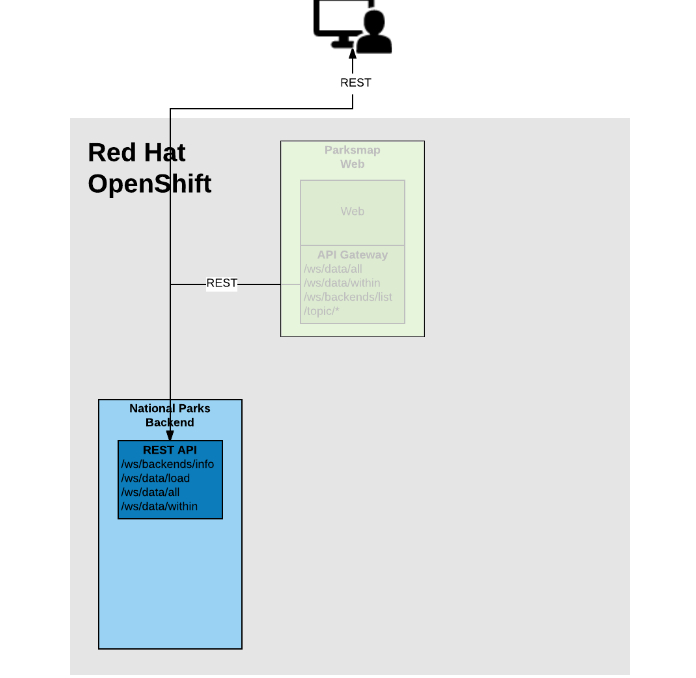 REST
Red Hat
OpenShift
Parksmap
Web
Web
API Gateway
/ws/data/all
/ws/data/within
/ws/backends/list
/topic/*
REST
National Parks
Backend
REST API
/ws/backends/info
/ws/data/load
/ws/data/all
/ws/data/within